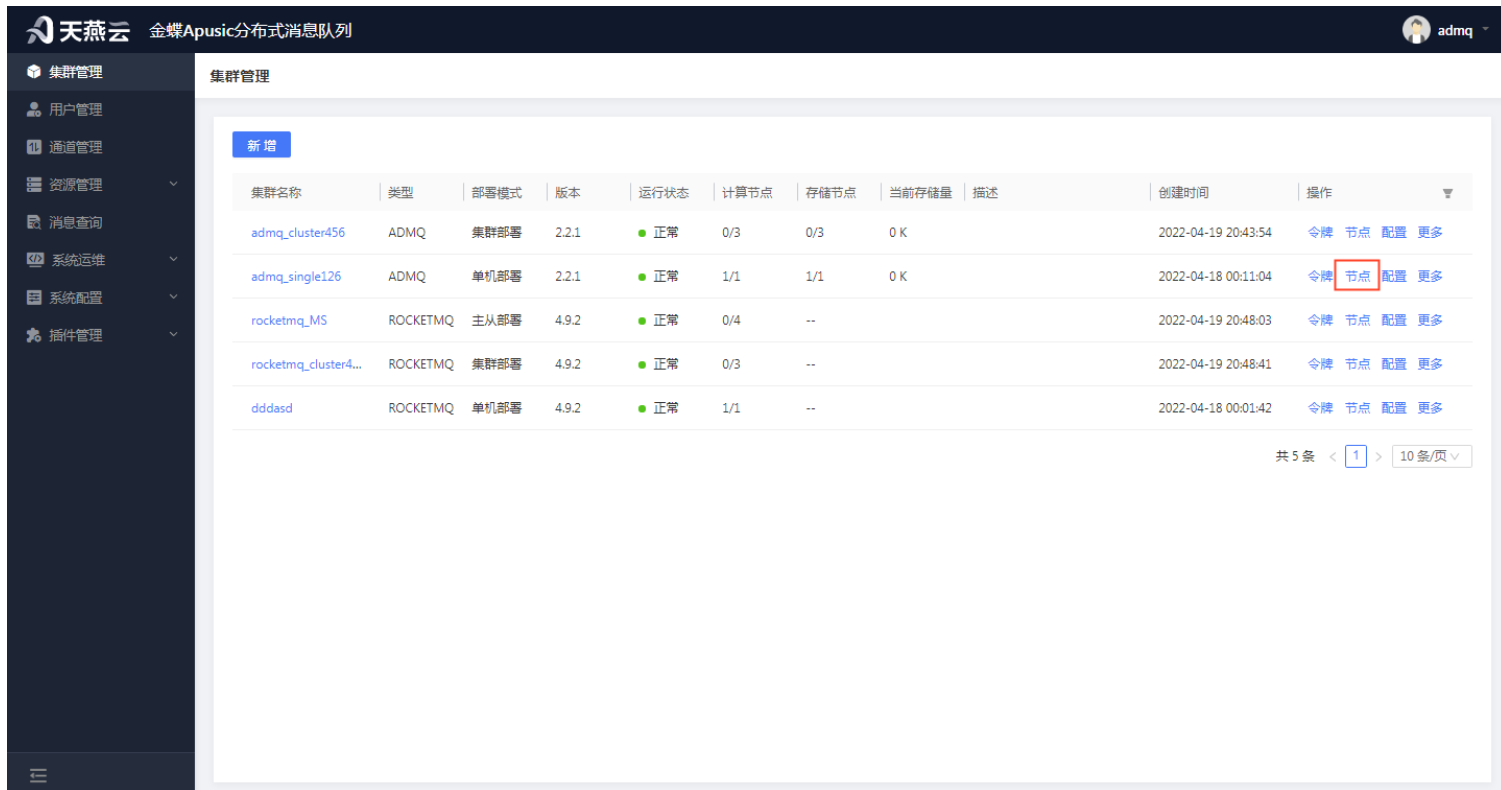 天燕云 金蝶Apusic分布式消息队列 admq
集群管理
用户管理
通道管理
资源管理
消息查询
系统运维
系统配置
插件管理
集群管理
新增
集群名称 类型 部署模式 版本 运行状态 计算节点 存储节点 当前存储量 描述 创建时间 操作
admq_cluster456 ADMQ 集群部署 2.2.1 正常 0/3 0/3 0 K 2022-04-19 20:43:54 令牌 节点 配置 更多
admq_single126 ADMQ 单机部署 2.2.1 正常 1/1 1/1 0 K 2022-04-18 00:11:04 令牌 节点 配置 更多
rocketmq_MS ROCKETMQ 主从部署 4.9.2 正常 0/4 -- 2022-04-19 20:48:03 令牌 节点 配置 更多
rocketmq_cluster4... ROCKETMQ 集群部署 4.9.2 正常 0/3 -- 2022-04-19 20:48:41 令牌 节点 配置 更多
dddasd ROCKETMQ 单机部署 4.9.2 正常 1/1 -- 2022-04-18 00:01:42 令牌 节点 配置 更多
共 5 条 < 1 > 10 条/页